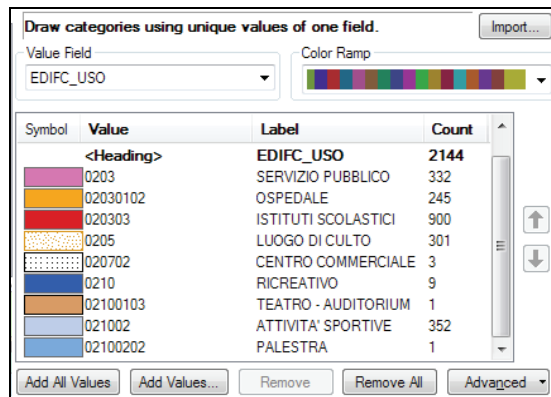 Draw categories using unique values of one field.
Import...
Value Field
Color Ramp
EDIFC_USO
Symbol Value Label Count
<Heading> EDIFC_USO 2144
0203 SERVIZIO PUBBLICO 332
02030102 OSPEDALE 245
020303 ISTITUTI SCOLASTICI 900
0205 LUOGO DI CULTO 301
020702 CENTRO COMMERCIALE 3
0210 RICREATIVO 9
02100103 TEATRO - AUDITORIUM 1
021002 ATTIVITA' SPORTIVE 352
02100202 PALESTRA 1
Add All Values Add Values... Remove Remove All Advanced